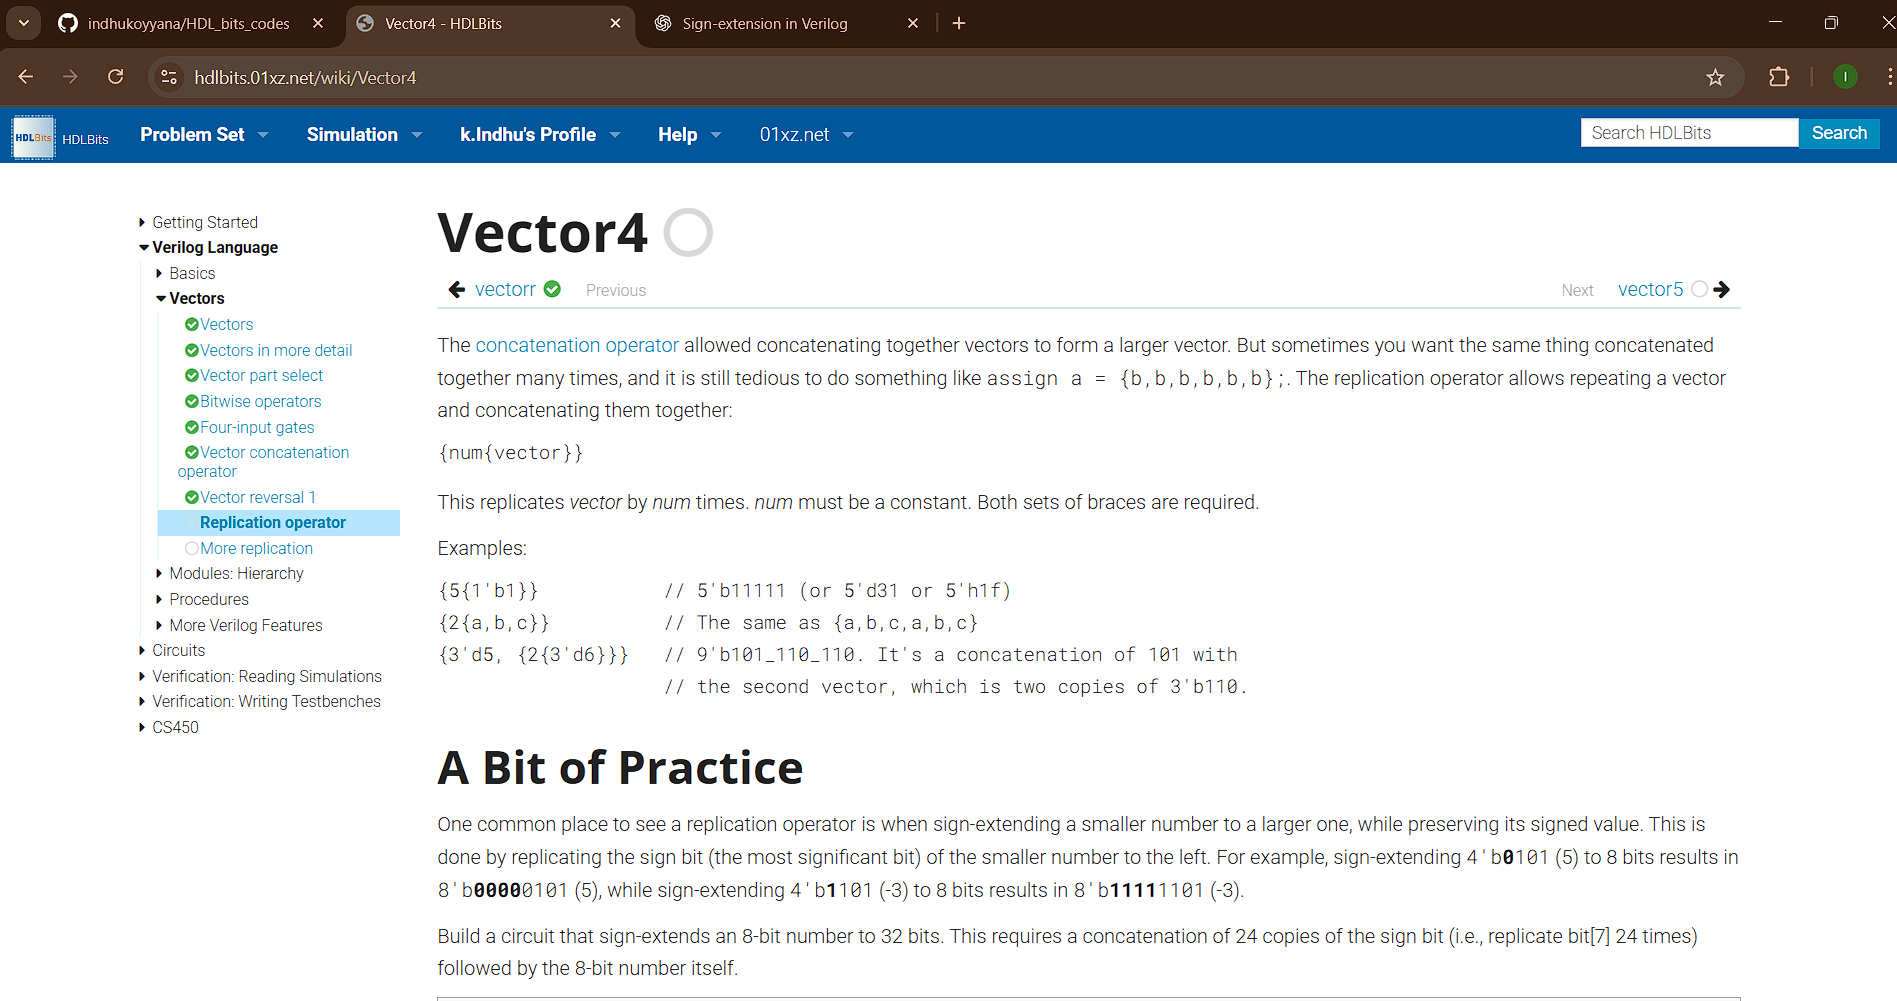 indhukoyyana/HDL_bits_codes
Vector4 - HDLBits
Sign-extension in Verilog
hdlbits.01xz.net/wiki/Vector4
I
HDLBits
HDLBits
Problem Set
Simulation
k.Indhu's Profile
Help
01xz.net
Search HDLBits
Search
Getting Started
Verilog Language
Basics
Vectors
Vectors
Vectors in more detail
Vector part select
Bitwise operators
Four-input gates
Vector concatenation
operator
Vector reversal 1
Replication operator
More replication
Modules: Hierarchy
Procedures
More Verilog Features
Circuits
Verification: Reading Simulations
Verification: Writing Testbenches
CS450
Vector4
vectorr Previous
Next vector5
The concatenation operator allowed concatenating together vectors to form a larger vector. But sometimes you want the same thing concatenated
together many times, and it is still tedious to do something like assign a = {b,b,b,b,b,b};. The replication operator allows repeating a vector
and concatenating them together:
{num{vector}}
This replicates vector by num times. num must be a constant. Both sets of braces are required.
Examples:
{5{1'b1}} // 5'b11111 (or 5'd31 or 5'h1f)
{2{a,b,c}} // The same as {a,b,c,a,b,c}
{3'd5, {2{3'd6}}} // 9'b101_110_110. It's a concatenation of 101 with
// the second vector, which is two copies of 3'b110.
A Bit of Practice
One common place to see a replication operator is when sign-extending a smaller number to a larger one, while preserving its signed value. This is
done by replicating the sign bit (the most significant bit) of the smaller number to the left. For example, sign-extending 4'b0101 (5) to 8 bits results in
8'b00000101 (5), while sign-extending 4'b1101 (-3) to 8 bits results in 8'b11111101 (-3).
Build a circuit that sign-extends an 8-bit number to 32 bits. This requires a concatenation of 24 copies of the sign bit (i.e., replicate bit[7] 24 times)
followed by the 8-bit number itself.